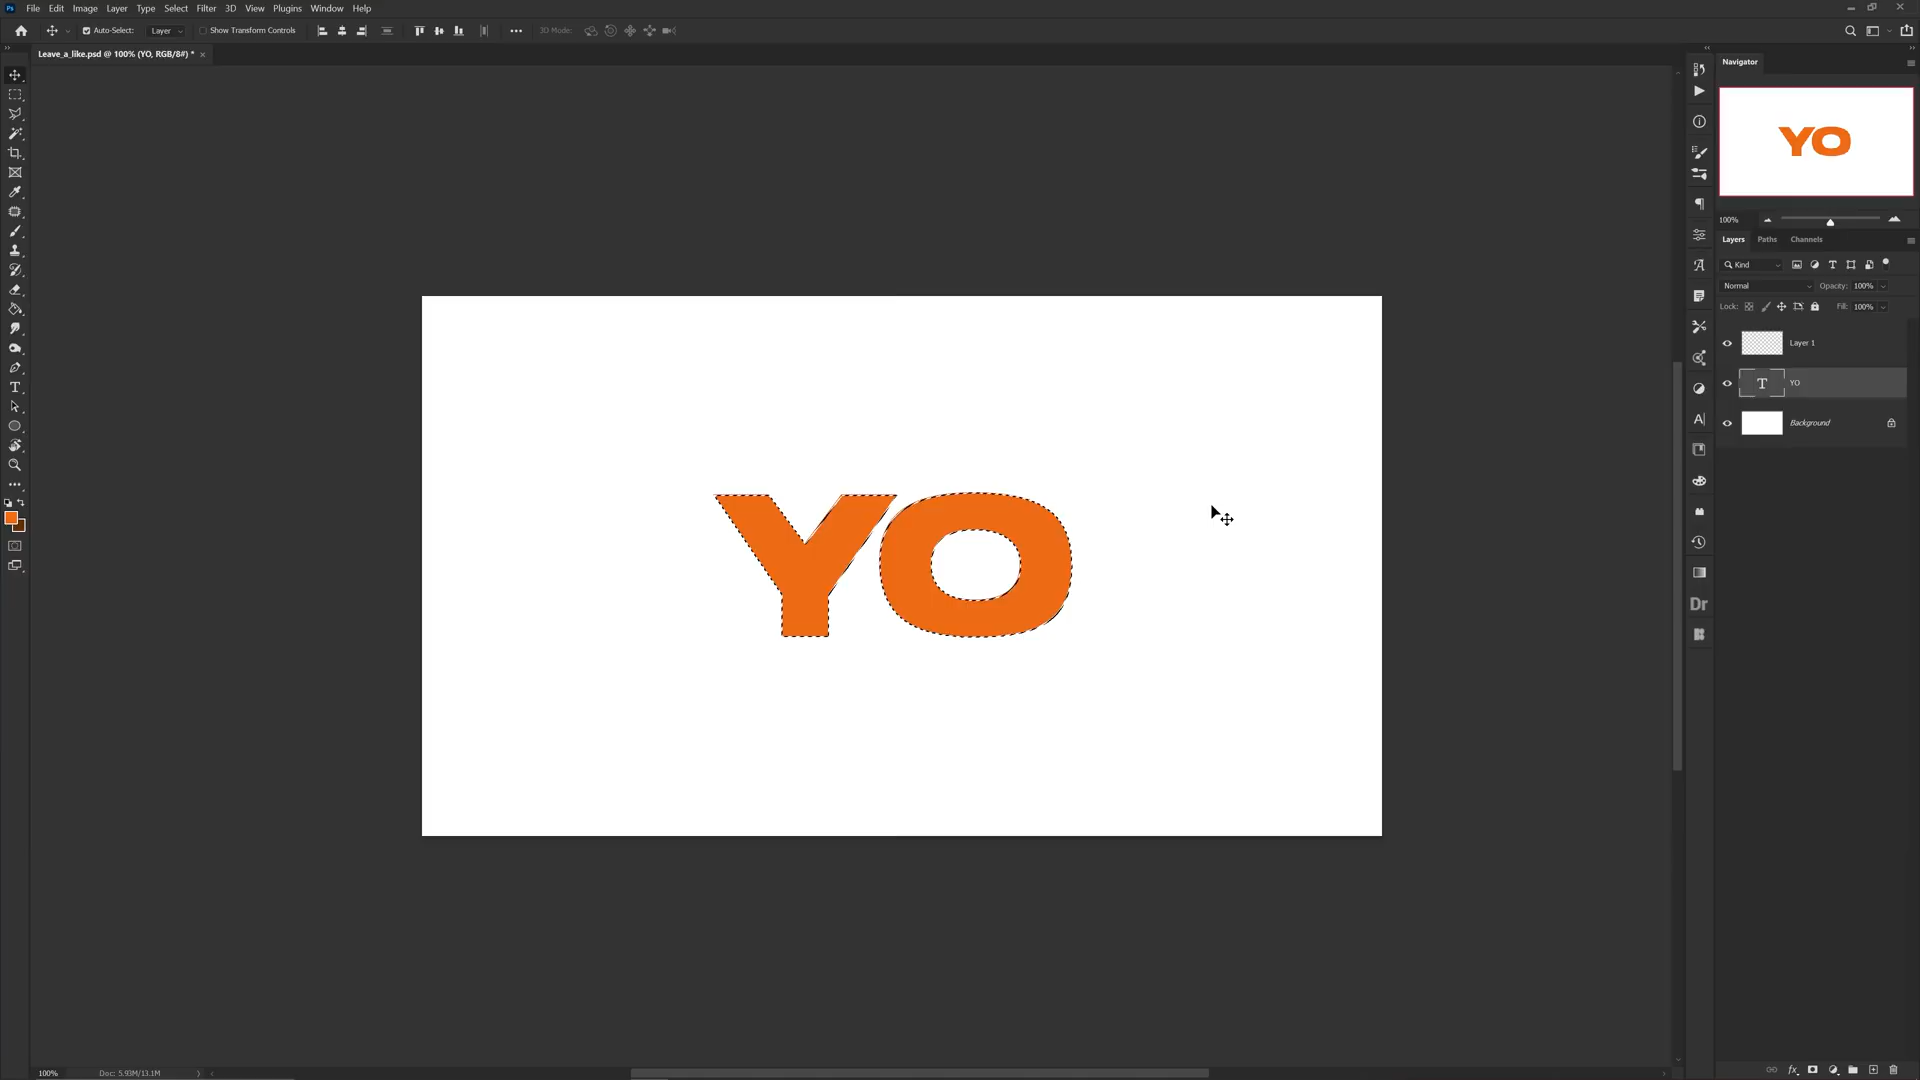 Ps File Edit Image Layer Type Select Filter 3D View Plugins Window Help
Auto-Select: Layer Show Transform Controls 3D Mode:
Leave_a_like.psd @ 100% (YO, RGB/8#) * ×
Navigator
YO
100%
Layers Paths Channels
Kind
Normal Opacity: 100%
Lock: Fill: 100%
Layer 1
T YO
Background
YO
Dr
100% Doc: 5.93M/13.1M
fx